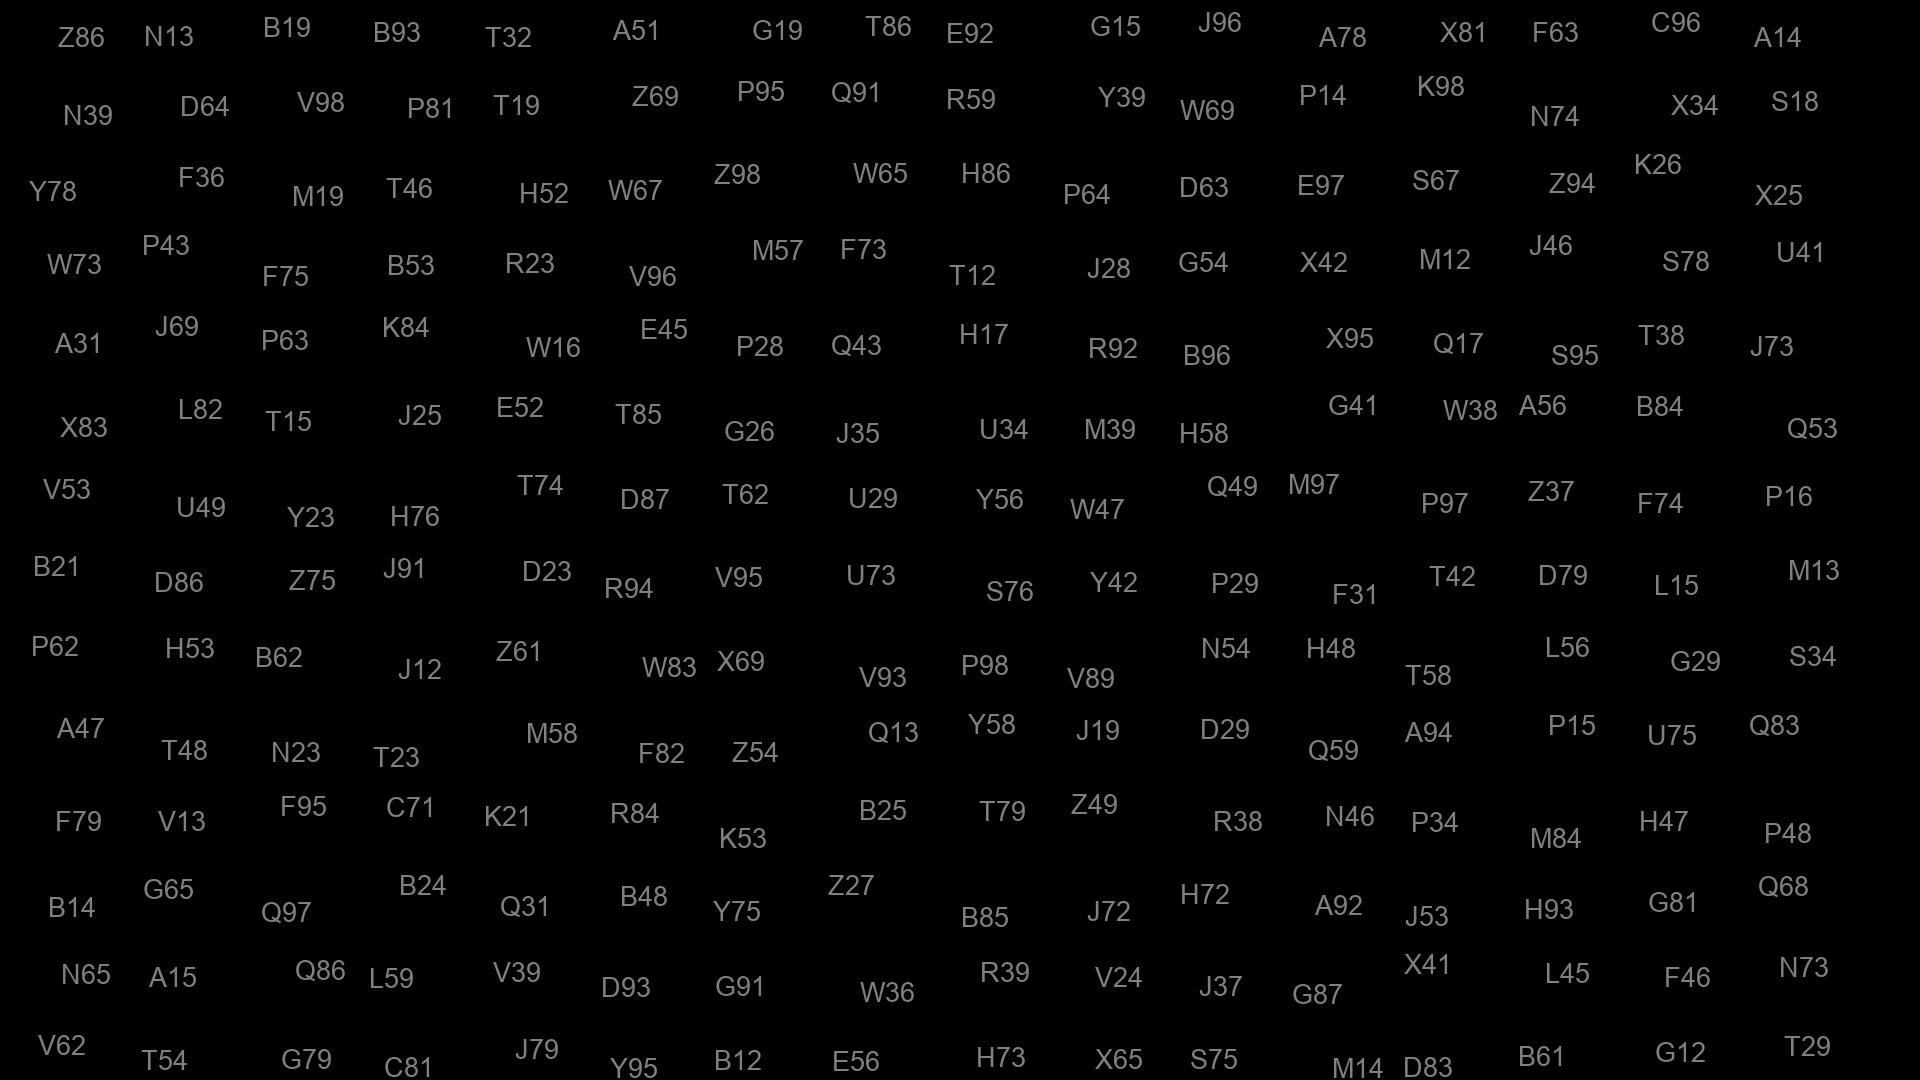 Z86 N13 B19 B93 T32 A51 G19 T86 E92 G15 J96 A78 X81 F63 C96 A14
N39 D64 V98 P81 T19 Z69 P95 Q91 R59 Y39 W69 P14 K98 N74 X34 S18
Y78 F36 M19 T46 H52 W67 Z98 W65 H86 P64 D63 E97 S67 Z94 K26 X25
W73 P43 F75 B53 R23 V96 M57 F73 T12 J28 G54 X42 M12 J46 S78 U41
A31 J69 P63 K84 W16 E45 P28 Q43 H17 R92 B96 X95 Q17 S95 T38 J73
X83 L82 T15 J25 E52 T85 G26 J35 U34 M39 H58 G41 W38 A56 B84 Q53
V53 U49 Y23 H76 T74 D87 T62 U29 Y56 W47 Q49 M97 P97 Z37 F74 P16
B21 D86 Z75 J91 D23 R94 V95 U73 S76 Y42 P29 F31 T42 D79 L15 M13
P62 H53 B62 J12 Z61 W83 X69 V93 P98 V89 N54 H48 T58 L56 G29 S34
A47 T48 N23 T23 M58 F82 Z54 Q13 Y58 J19 D29 Q59 A94 P15 U75 Q83
F79 V13 F95 C71 K21 R84 K53 B25 T79 Z49 R38 N46 P34 M84 H47 P48
B14 G65 Q97 B24 Q31 B48 Y75 Z27 B85 J72 H72 A92 J53 H93 G81 Q68
N65 A15 Q86 L59 V39 D93 G91 W36 R39 V24 J37 G87 X41 L45 F46 N73
V62 T54 G79 C81 J79 Y95 B12 E56 H73 X65 S75 M14 D83 B61 G12 T29